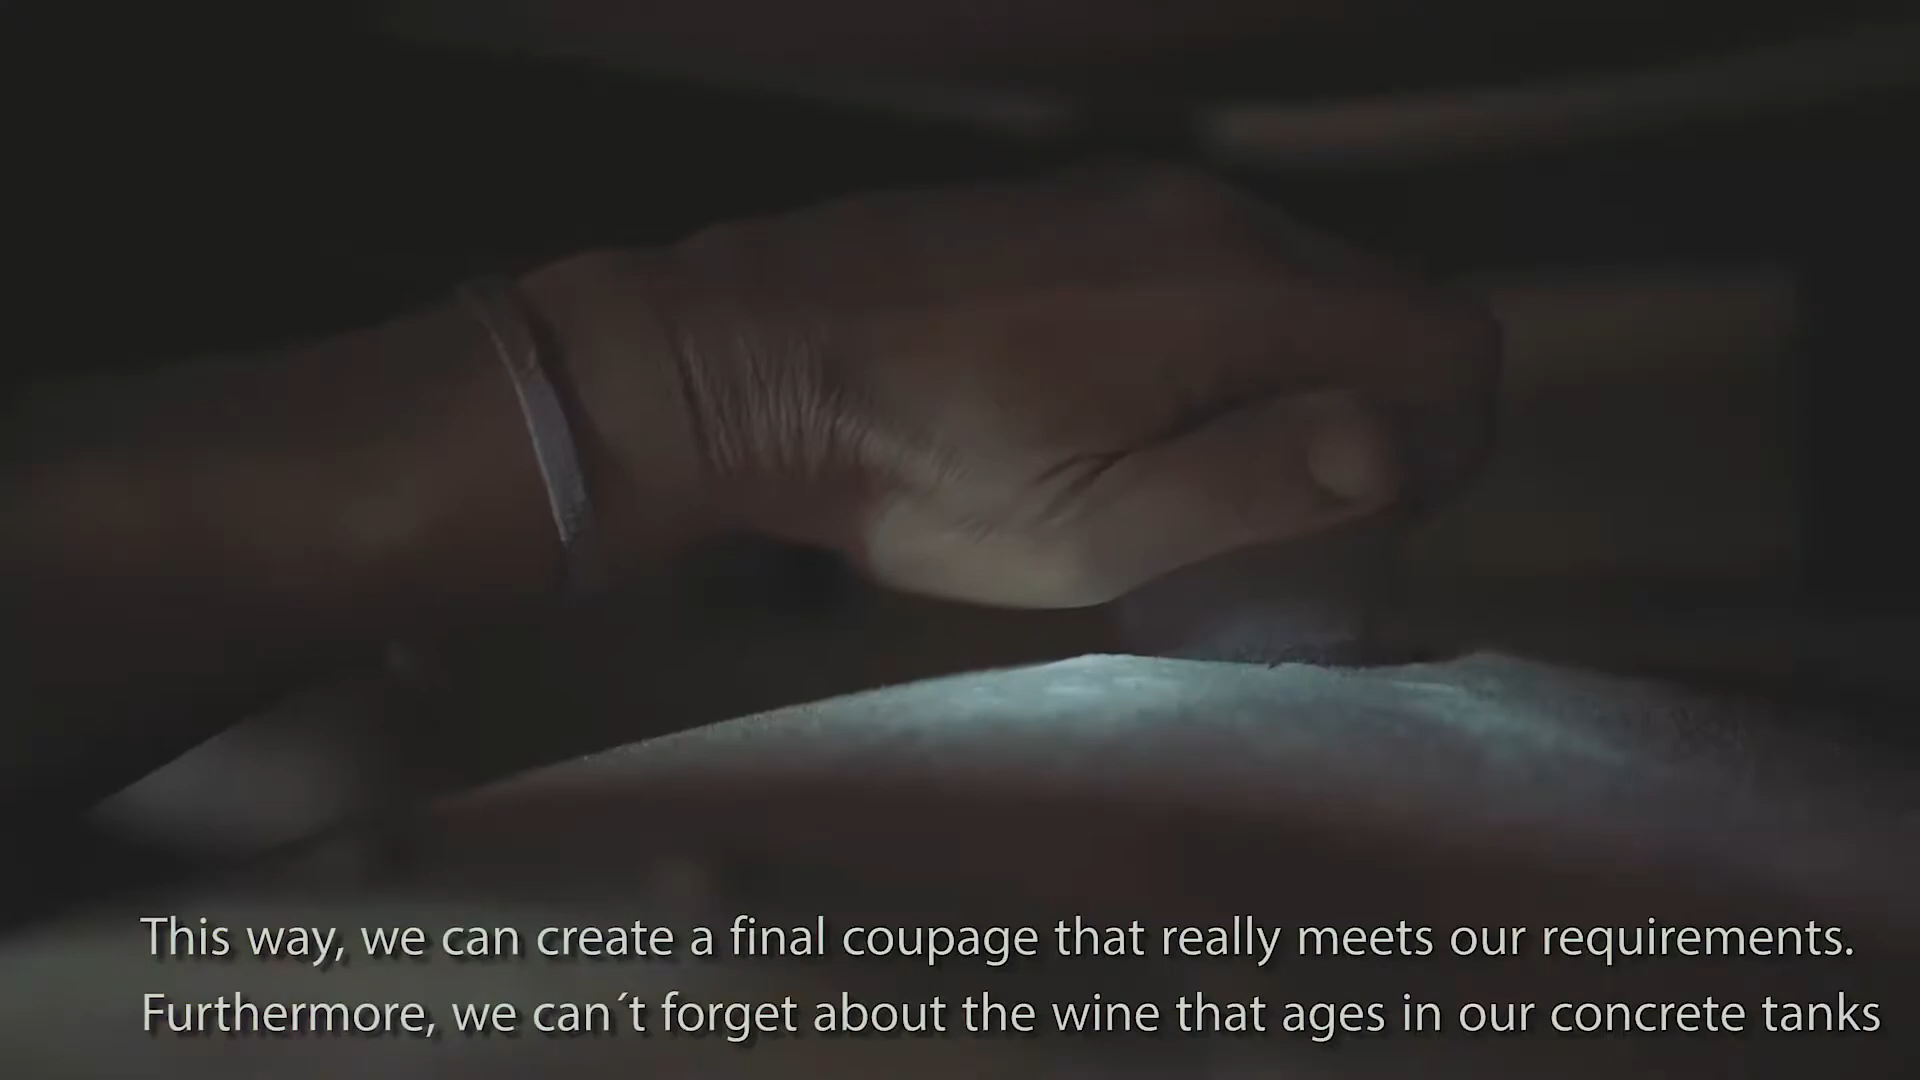 This way, we can create a final coupage that really meets our requirements.
Furthermore, we can´t forget about the wine that ages in our concrete tanks